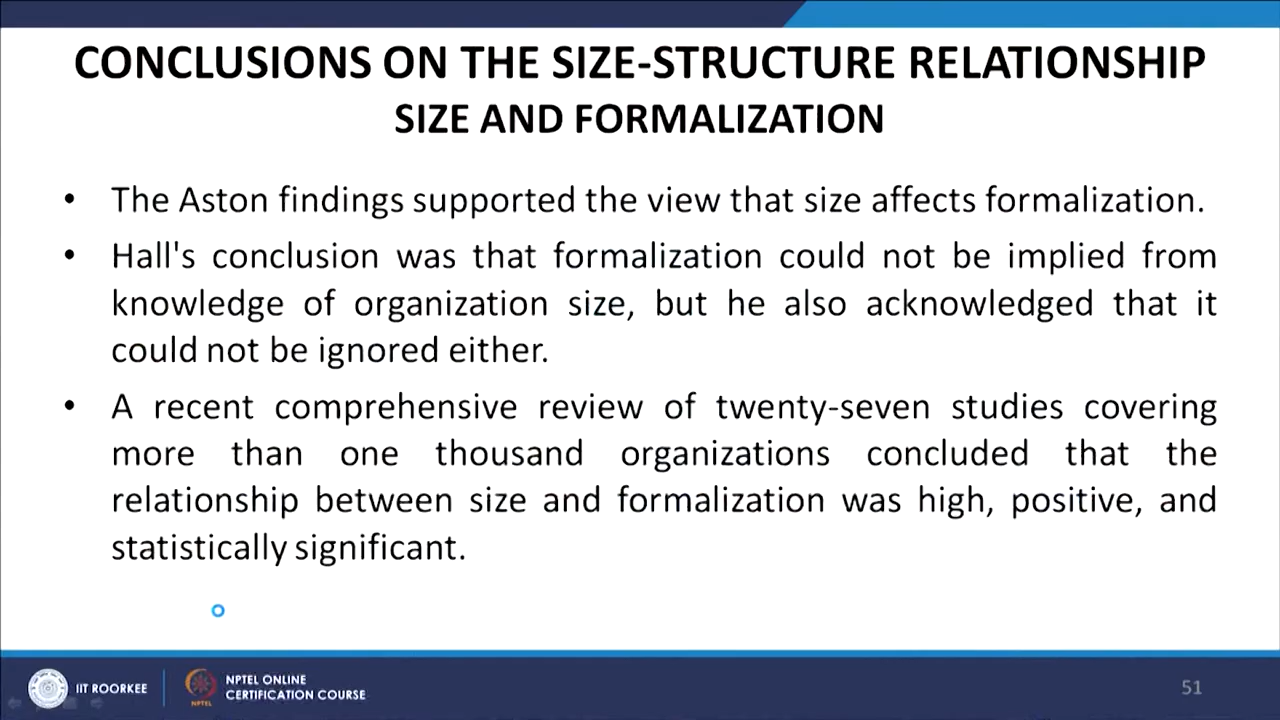 CONCLUSIONS ON THE SIZE-STRUCTURE RELATIONSHIP
SIZE AND FORMALIZATION
• The Aston findings supported the view that size affects formalization.
• Hall's conclusion was that formalization could not be implied from
knowledge of organization size, but he also acknowledged that it
could not be ignored either.
• A recent comprehensive review of twenty-seven studies covering
more than one thousand organizations concluded that the
relationship between size and formalization was high, positive, and
statistically significant.
IIT ROORKEE
NPTEL
NPTEL ONLINE
CERTIFICATION COURSE
51